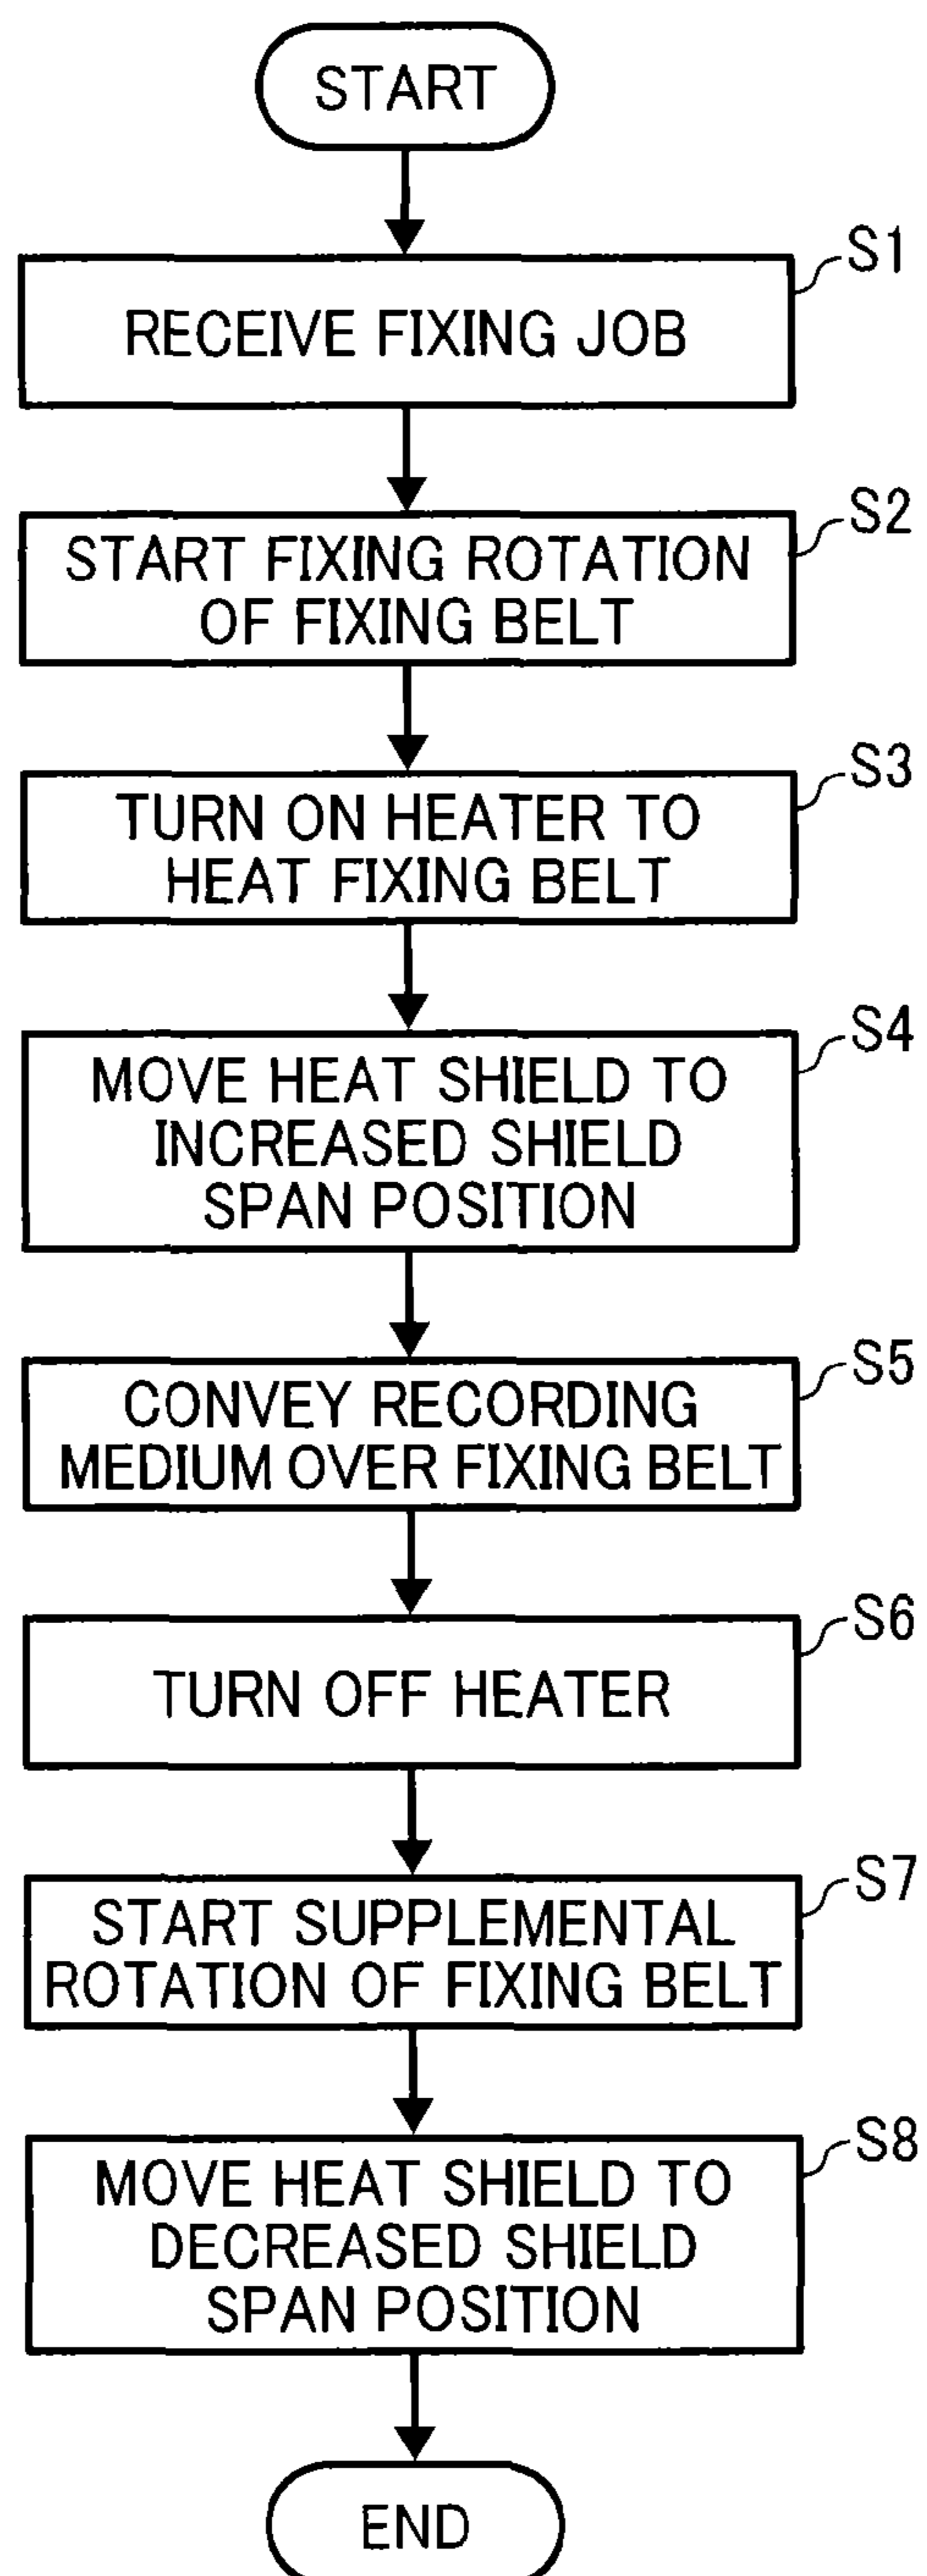 START
S1
RECEIVE FIXING JOB
S2
START FIXING ROTATION
OF FIXING BELT
S3
TURN ON HEATER TO
HEAT FIXING BELT
S4
MOVE HEAT SHIELD TO
INCREASED SHIELD
SPAN POSITION
S5
CONVEY RECORDING
MEDIUM OVER FIXING BELT
S6
TURN OFF HEATER
S7
START SUPPLEMENTAL
ROTATION OF FIXING BELT
S8
MOVE HEAT SHIELD TO
DECREASED SHIELD
SPAN POSITION
END